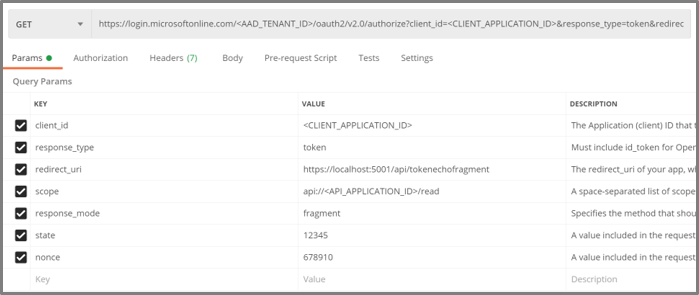 GET https://login.microsoftonline.com/<AAD_TENANT_ID>/oauth2/v2.0/authorize?client_id=<CLIENT_APPLICATION_ID>&response_type=token&redirec
Params Authorization Headers (7) Body Pre-request Script Tests Settings
Query Params
KEY VALUE DESCRIPTION
client_id <CLIENT_APPLICATION_ID> The Application (client) ID that
response_type token Must include id_token for Open
redirect_uri https://localhost:5001/api/tokenechofragment The redirect_uri of your app, w
scope api://<API_APPLICATION_ID>/read A space-separated list of scope
response_mode fragment Specifies the method that shou
state 12345 A value included in the request
nonce 678910 A value included in the request
Key Value Description